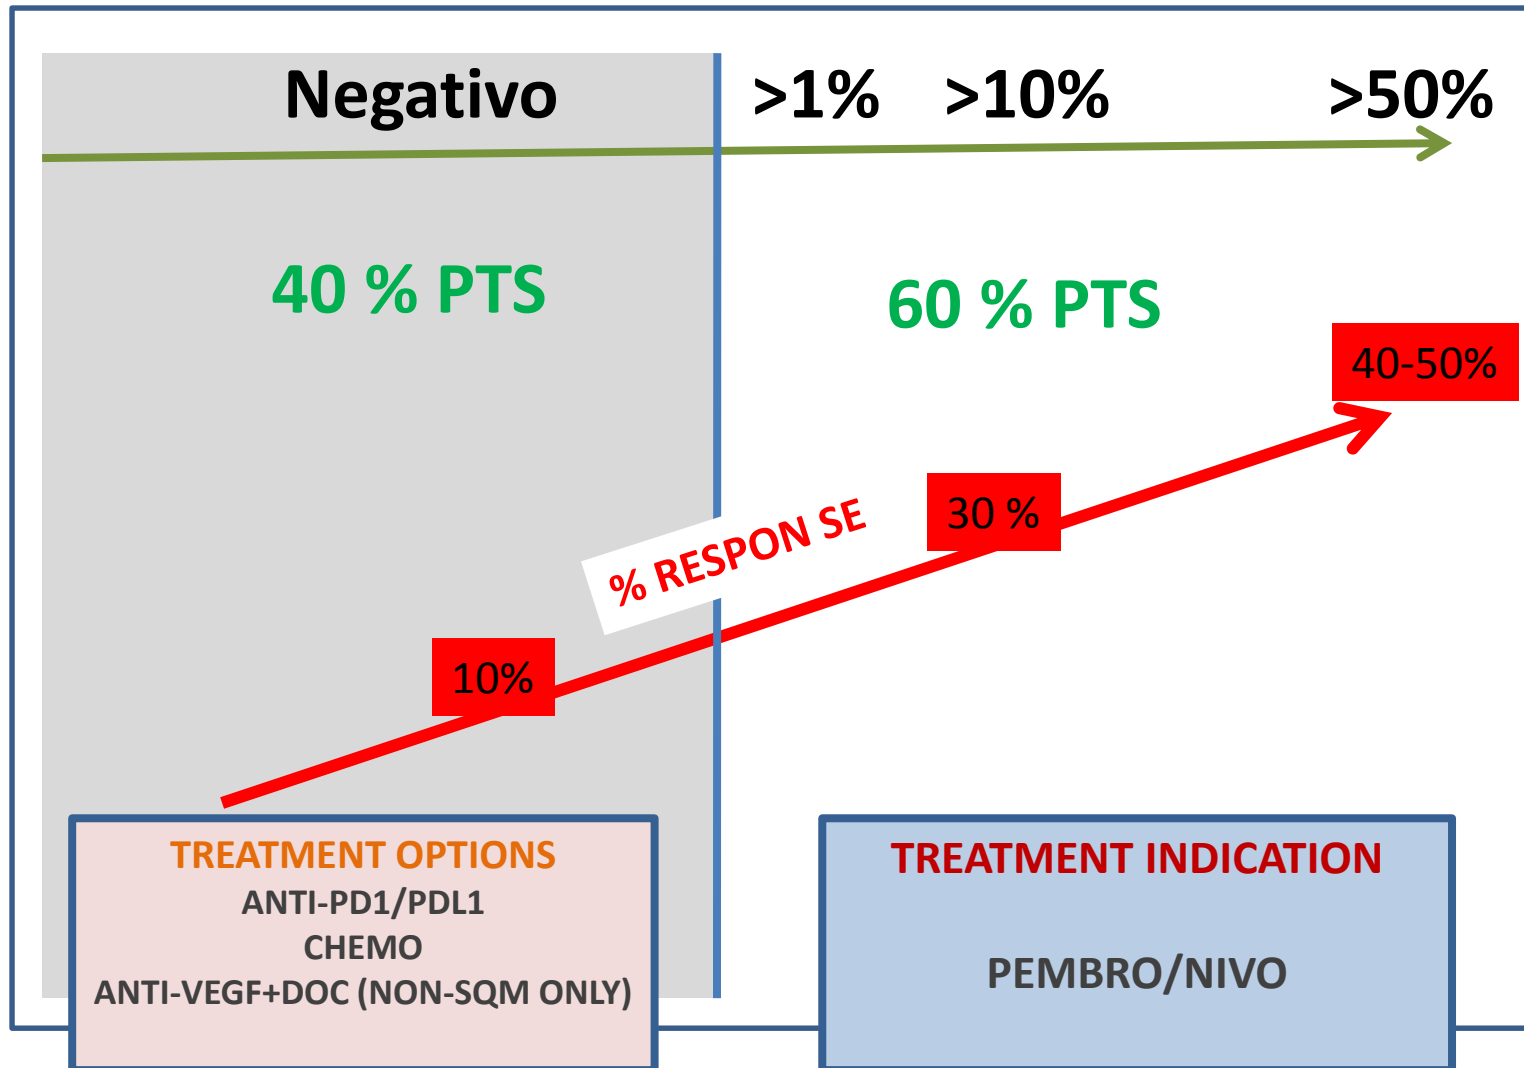 Negativo
>1%
>10%
>50%
40 % PTS
60 % PTS
40-50%
30 %
% RESPON SE
10%
TREATMENT OPTIONS
ANTI-PD1/PDL1
CHEMO
ANTI-VEGF+DOC (NON-SQM ONLY)
TREATMENT INDICATION
PEMBRO/NIVO